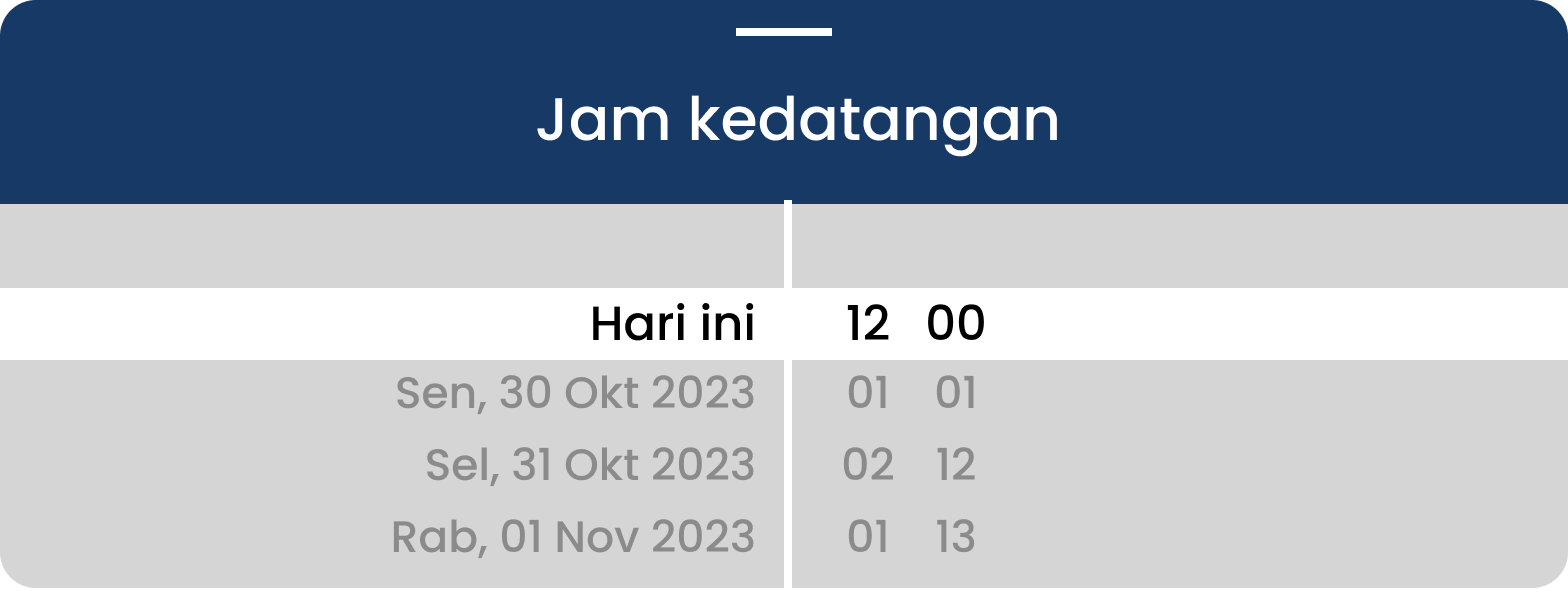 Jam kedatangan
Hari ini 12 00
Sen, 30 Okt 2023 01 01
Sel, 31 Okt 2023 02 12
Rab, 01 Nov 2023 01 13